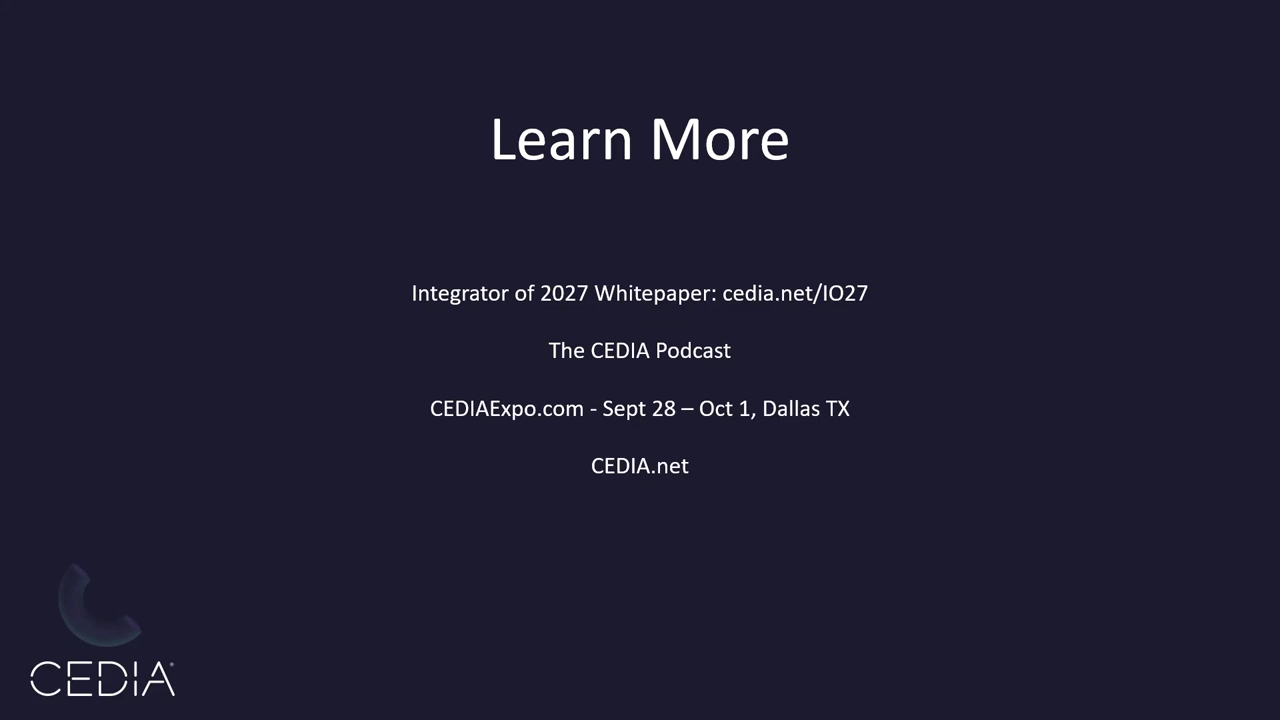 Learn More
Integrator of 2027 Whitepaper: cedia.net/IO27
The CEDIA Podcast
CEDIAExpo.com - Sept 28 – Oct 1, Dallas TX
CEDIA.net
CEDIA®